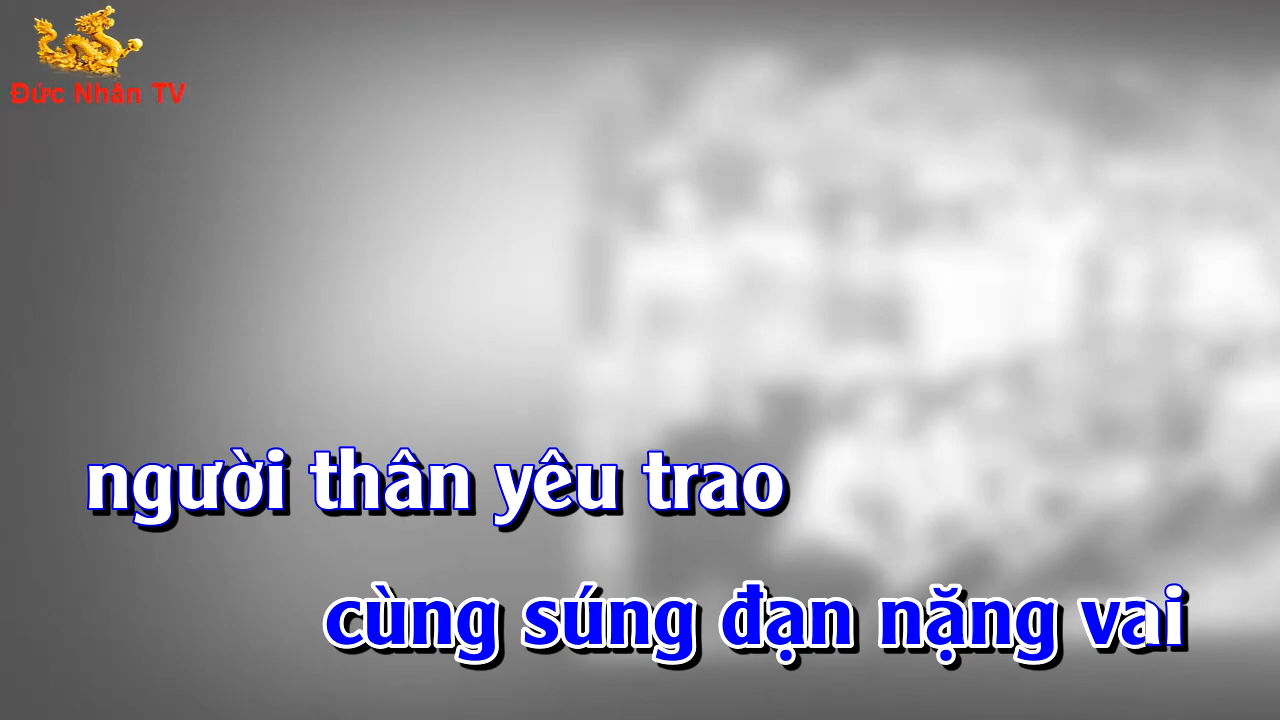 Đức Nhân TV
người thân yêu trao
cùng súng đạn nặng vai